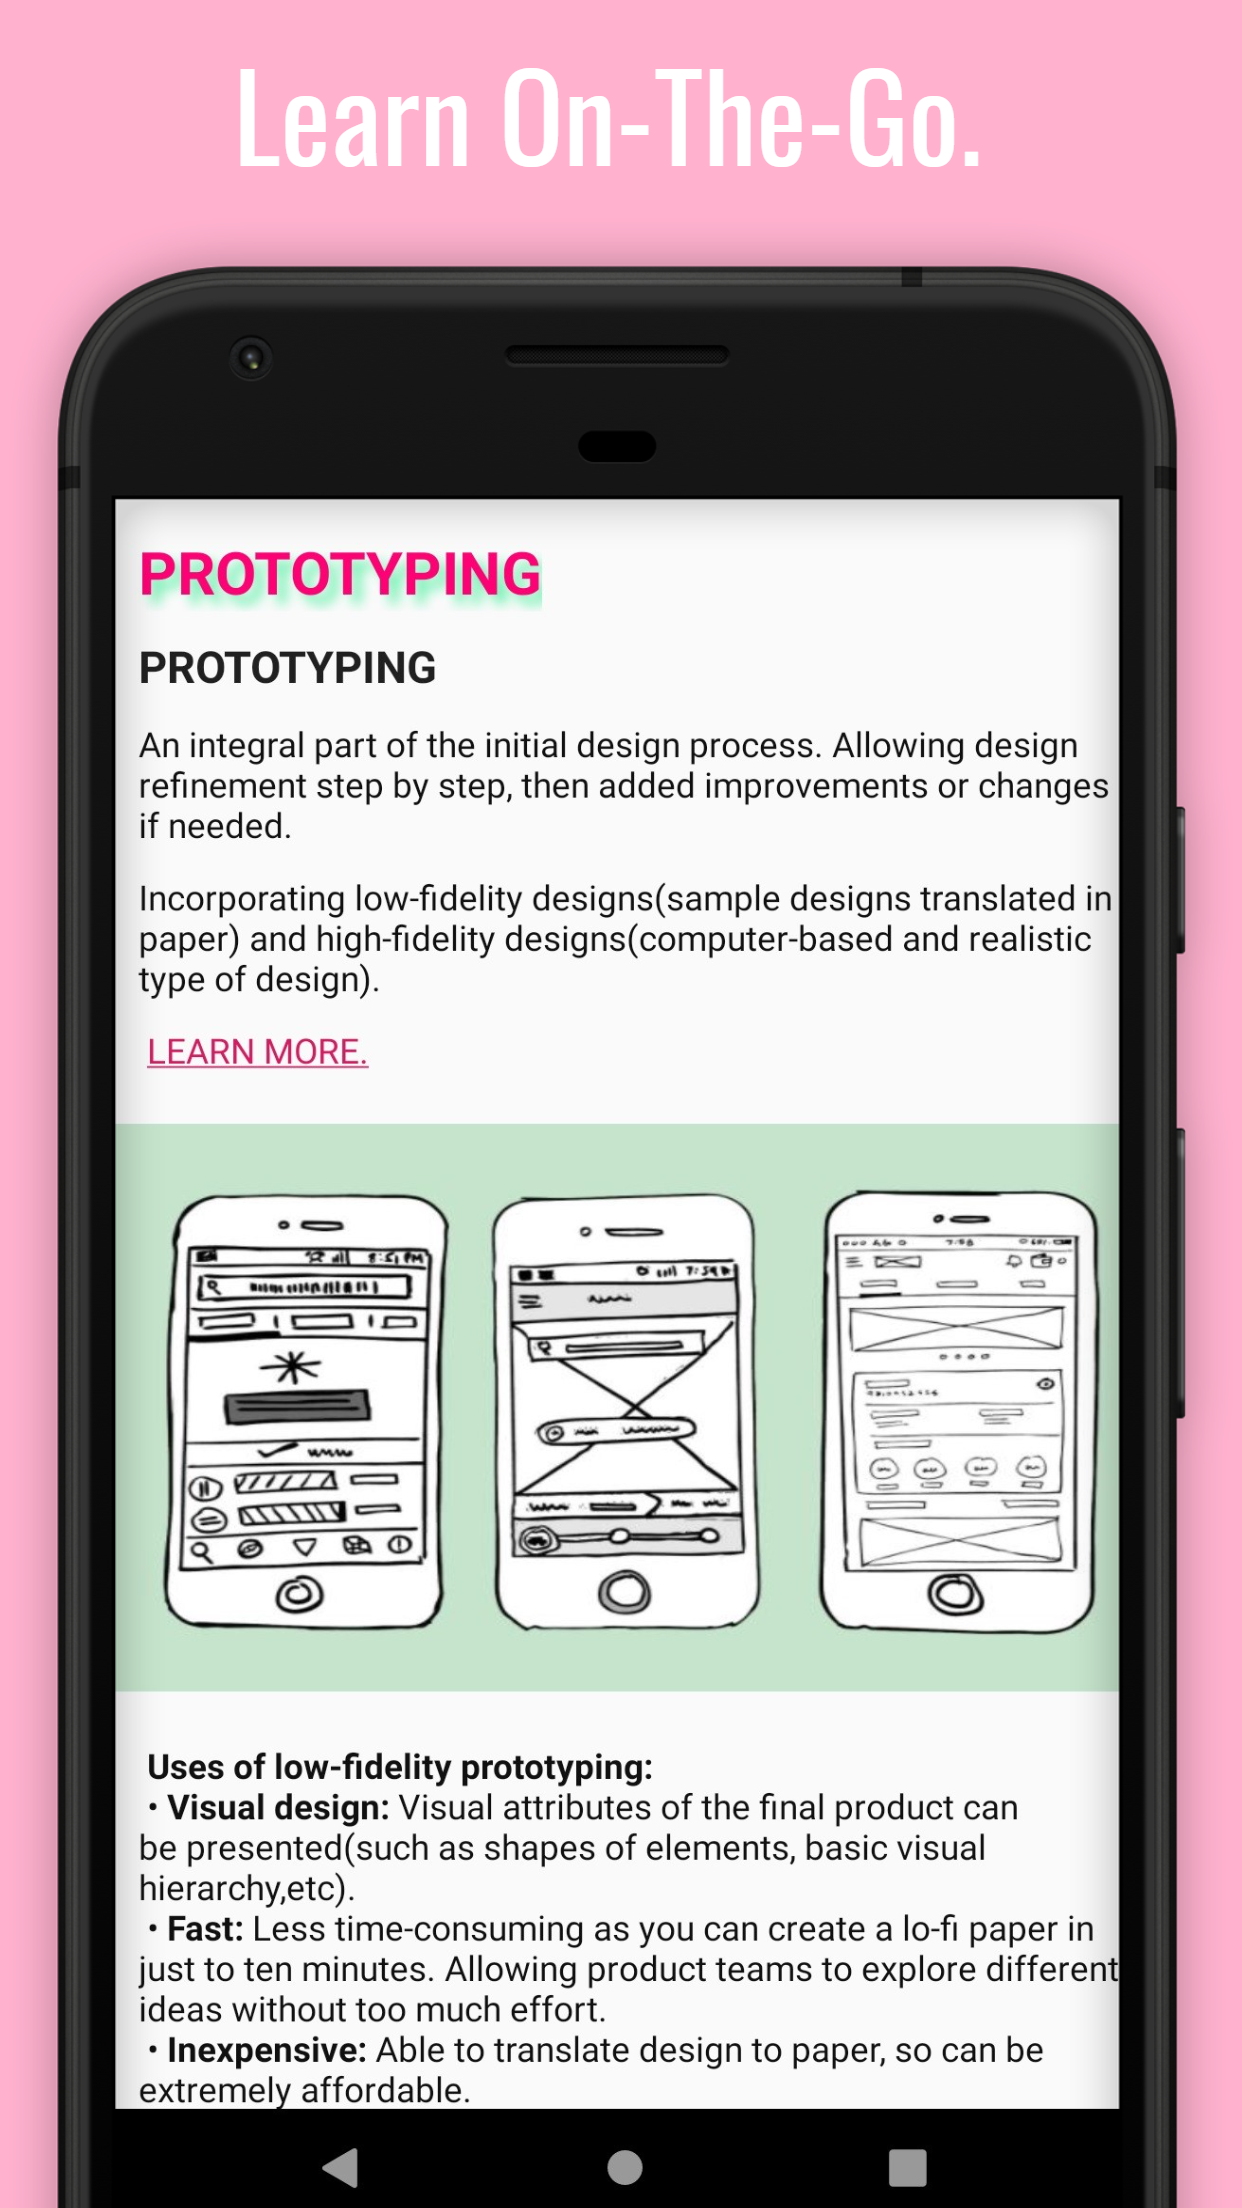 Learn On-The-Go.
PROTOTYPING
PROTOTYPING
An integral part of the initial design process. Allowing design
refinement step by step, then added improvements or changes
if needed.
Incorporating low-fidelity designs(sample designs translated in
paper) and high-fidelity designs(computer-based and realistic
type of design).
LEARN MORE.
8:51 PM
7:58
Uses of low-fidelity prototyping:
• Visual design: Visual attributes of the final product can
be presented(such as shapes of elements, basic visual
hierarchy,etc).
• Fast: Less time-consuming as you can create a lo-fi paper in
just to ten minutes. Allowing product teams to explore different
ideas without too much effort.
• Inexpensive: Able to translate design to paper, so can be
extremely affordable.